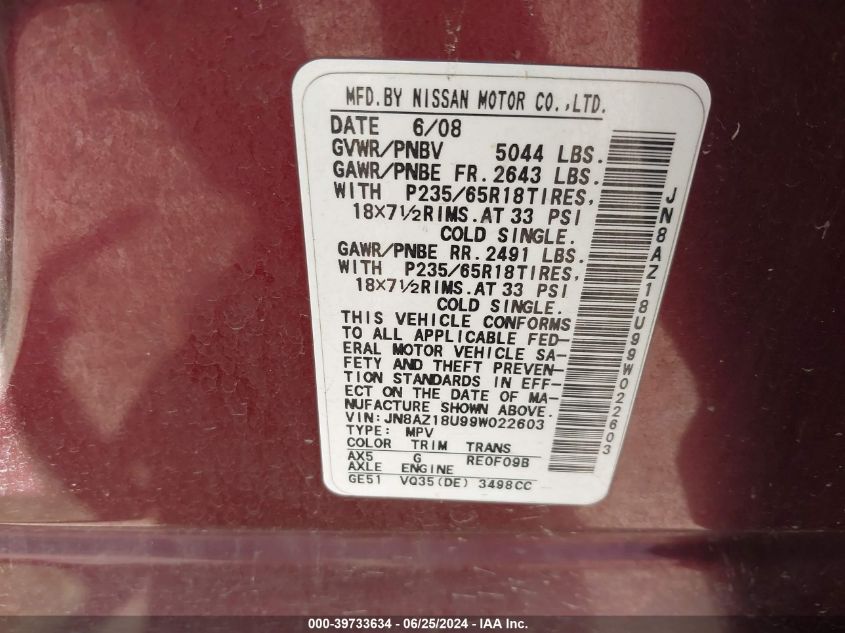 MFD.BY NISSAN MOTOR CO.,LTD.
DATE 6/08
GVWR/PNBV 5044 LBS.
GAWR/PNBE FR. 2643 LBS.
WITH P235/65R18TIRES,
18×7½RIMS.AT 33 PSI
COLD SINGLE.
GAWR/PNBE RR. 2491 LBS.
WITH P235/65R18TIRES,
18×7½RIMS.AT 33 PSI
COLD SINGLE.
THIS VEHICLE CONFORMS
TO ALL APPLICABLE FED-
ERAL MOTOR VEHICLE SA-
FETY AND THEFT PREVEN-
TION STANDARDS IN EFF-
ECT ON THE DATE OF MA-
NUFACTURE SHOWN ABOVE.
VIN:JN8AZ18U99W022603
TYPE: MPV
COLOR TRIM TRANS
AX5 G RE0F09B
AXLE ENGINE
GE51 VQ35(DE) 3498CC
JN8AZ18U99W022603
000-39733634 - 06/25/2024 - IAA Inc.